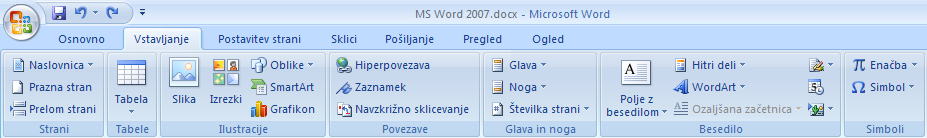 MS Word 2007.docx - Microsoft Word
Osnovno Vstavljanje Postavitev strani Sklici Pošiljanje Pregled Ogled
Naslovnica
Prazna stran
Prelom strani
Strani
Tabela
Tabele
Slika
Izrezki
Oblike
SmartArt
Grafikon
Ilustracije
Hiperpovezava
Zaznamek
Navzkrižno sklicevanje
Povezave
Glava
Noga
Številka strani
Glava in noga
A
Polje z
besedilom
Hitri deli
WordArt
Ozaljšana začetnica
Besedilo
π Enačba
Ω Simbol
Simboli